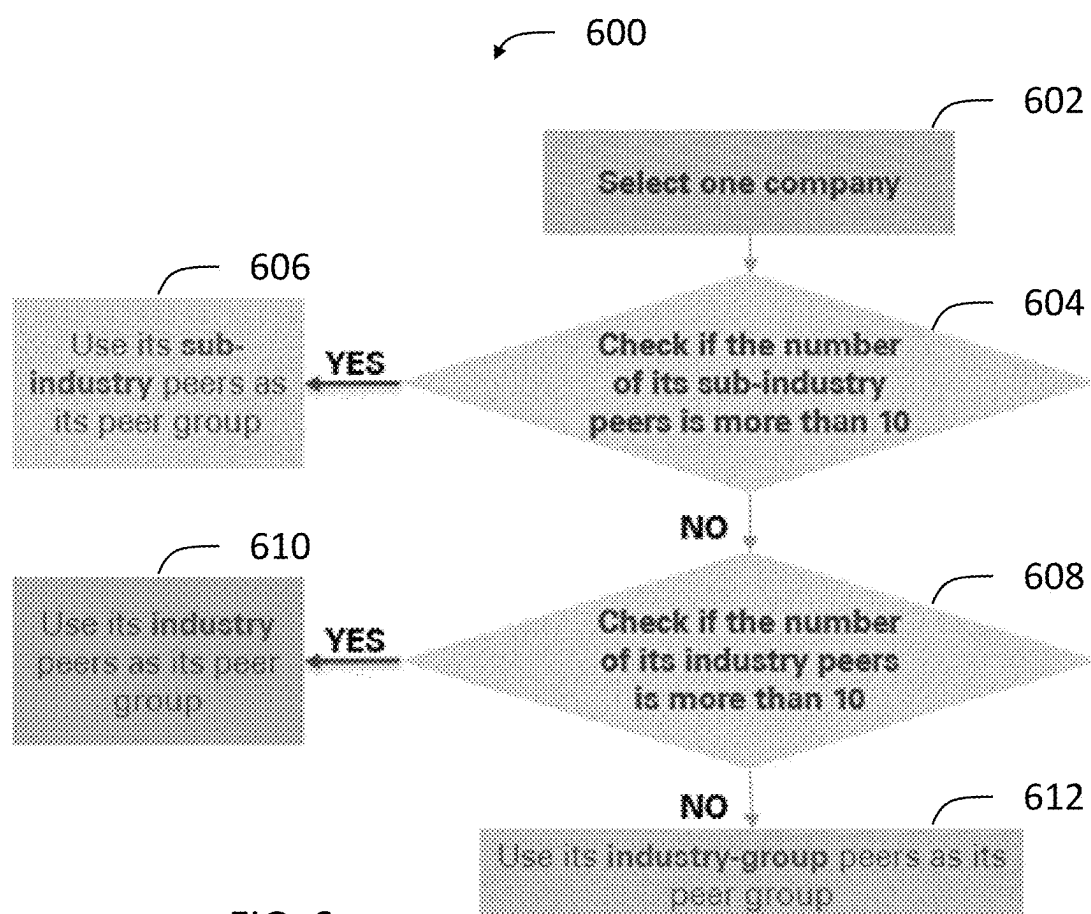 600
602
Select one company
606
604
Use its sub-
industry peers as
its peer group
YES
Check if the number
of its sub-industry
peers is more than 10
NO
610
608
Use its industry
peers as its peer
group
YES
Check if the number
of its industry peers
is more than 10
NO
612
Use its industry-group peers as its
peer group